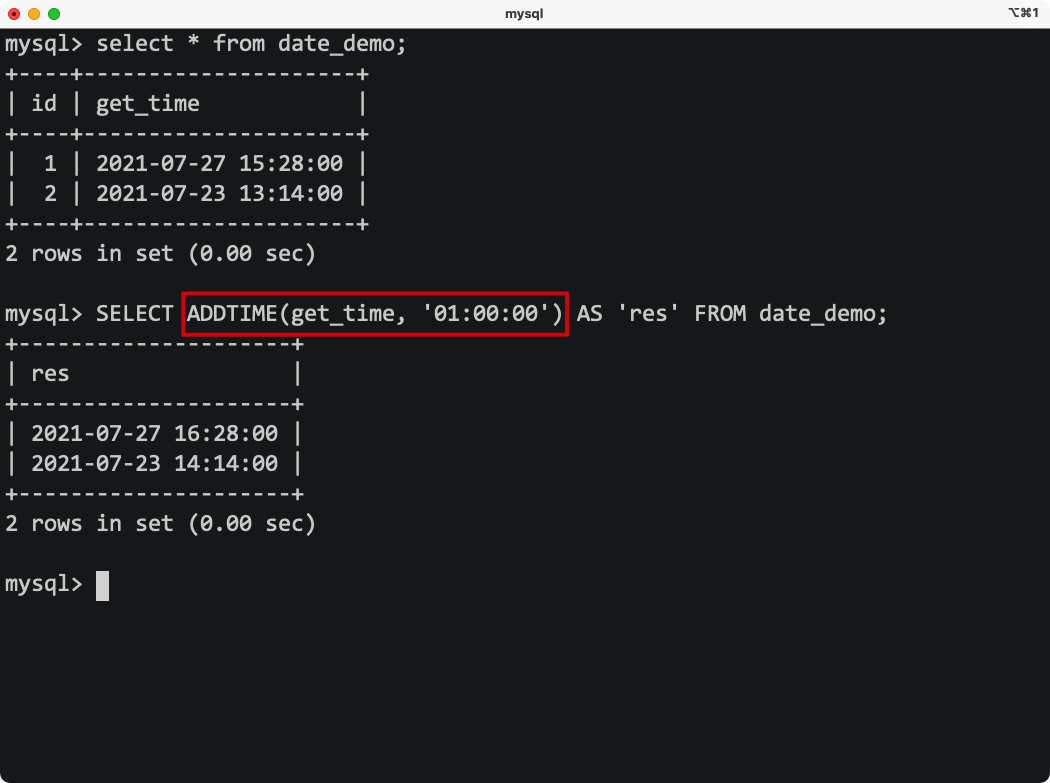 mysql
⌥⌘1
mysql> select * from date_demo;
+----+---------------------+
| id | get_time            |
+----+---------------------+
|  1 | 2021-07-27 15:28:00 |
|  2 | 2021-07-23 13:14:00 |
+----+---------------------+
2 rows in set (0.00 sec)
mysql> SELECT ADDTIME(get_time, '01:00:00') AS 'res' FROM date_demo;
+---------------------+
| res                 |
+---------------------+
| 2021-07-27 16:28:00 |
| 2021-07-23 14:14:00 |
+---------------------+
2 rows in set (0.00 sec)
mysql>